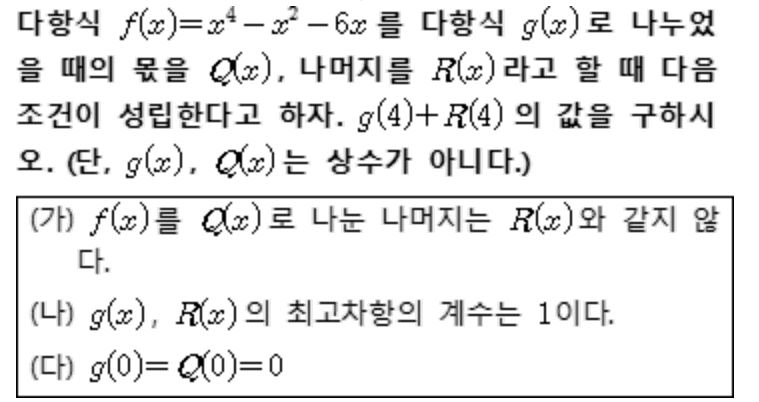 다항식 f(x)=x⁴-x²-6x를 다항식 g(x)로 나누었
을 때의 몫을 Q(x), 나머지를 R(x)라고 할 때 다음
조건이 성립한다고 하자. g(4)+R(4)의 값을 구하시
오. (단, g(x), Q(x)는 상수가 아니다.)
(가) f(x)를 Q(x)로 나눈 나머지는 R(x)와 같지 않
다.
(나) g(x), R(x)의 최고차항의 계수는 1이다.
(다) g(0)=Q(0)=0